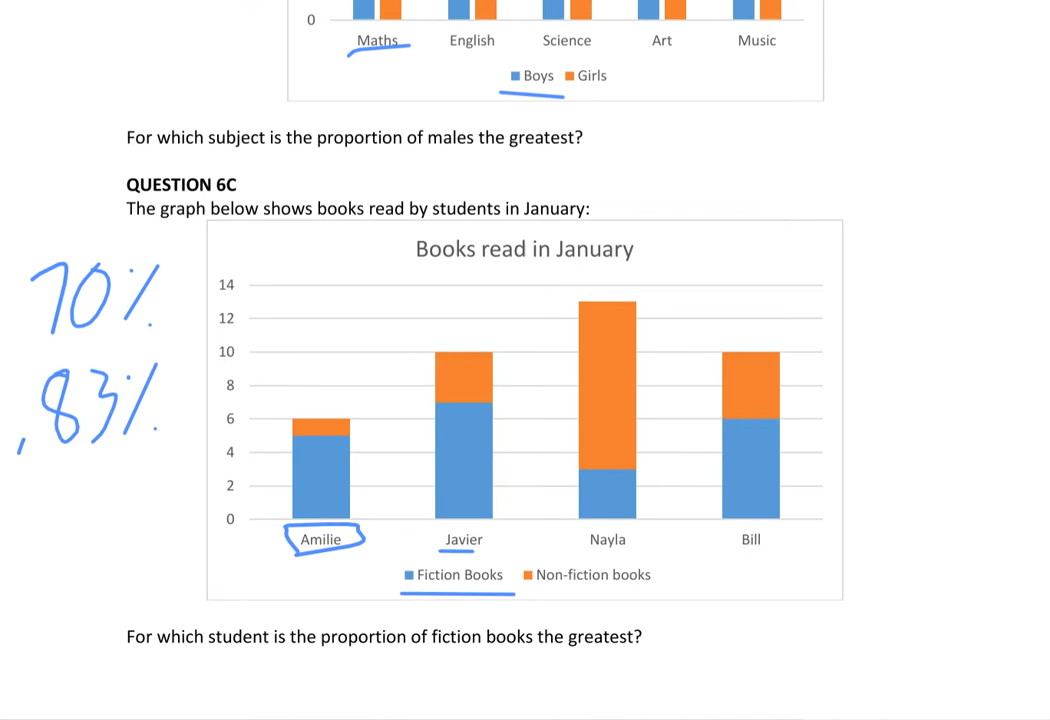 0
Maths English Science Art Music
Boys Girls
For which subject is the proportion of males the greatest?
QUESTION 6C
The graph below shows books read by students in January:
Books read in January
70%
,83%
14
12
10
8
6
4
2
0
Amilie Javier Nayla Bill
Fiction Books Non-fiction books
For which student is the proportion of fiction books the greatest?